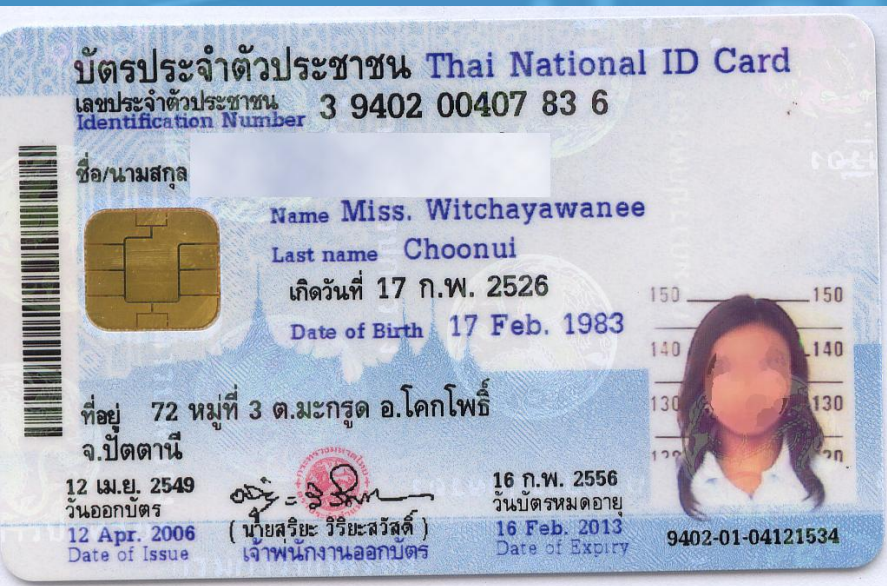 บัตรประจำตัวประชาชน Thai National ID Card
เลขประจำตัวประชาชน 3 9402 00407 83 6
Identification Number
ชื่อ/นามสกุล
Name Miss. Witchayawanee
Last name Choonui
เกิดวันที่ 17 ก.พ. 2526
Date of Birth 17 Feb. 1983
150 150
140 140
130 130
ที่อยู่ 72 หมู่ที่ 3 ต.มะกรูด อ.โคกโพธิ์
จ.ปัตตานี
12 เม.ย. 2549
วันออกบัตร
12 Apr. 2006
Date of Issue
(นายสุริยะ วิริยะสวัสดิ์)
เจ้าพนักงานออกบัตร
16 ก.พ. 2556
วันบัตรหมดอายุ
16 Feb. 2013
Date of Expiry
9402-01-04121534